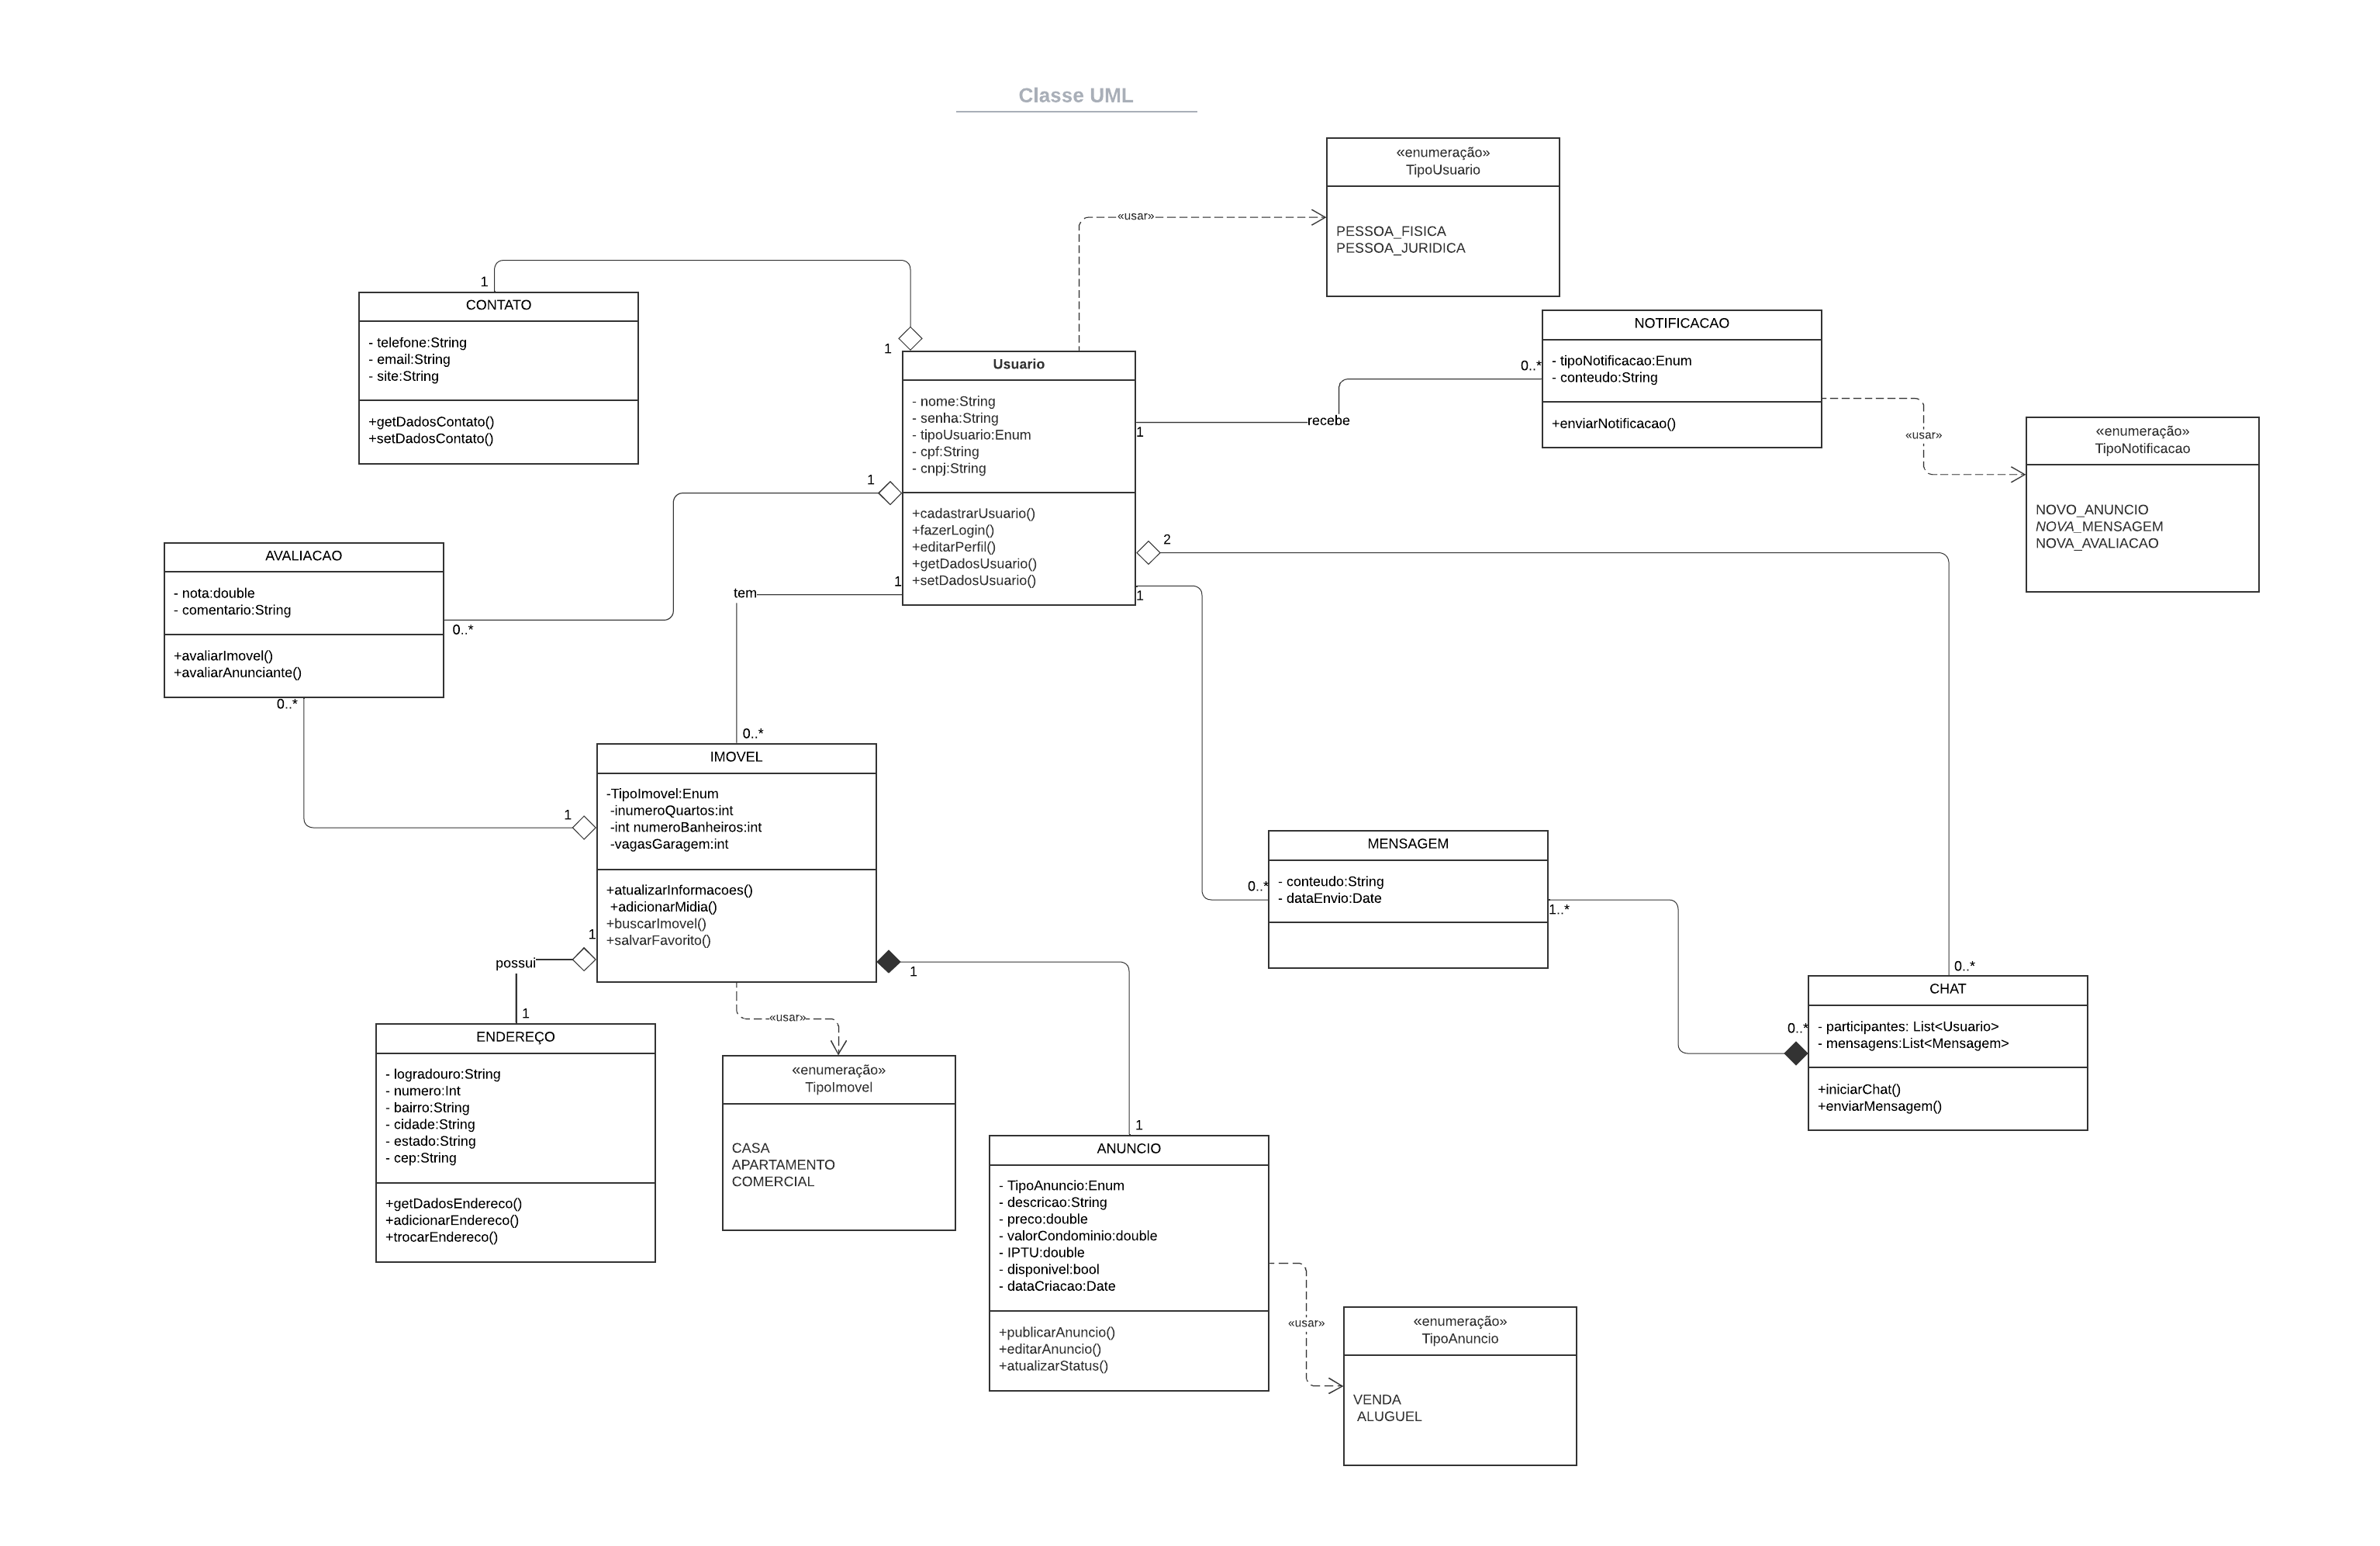 Classe UML
«enumeração»
TipoUsuario
PESSOA_FISICA
PESSOA_JURIDICA
«usar»
1
CONTATO
- telefone:String
- email:String
- site:String
+getDadosContato()
+setDadosContato()
1
Usuario
- nome:String
- senha:String
- tipoUsuario:Enum
- cpf:String
- cnpj:String
+cadastrarUsuario()
+fazerLogin()
+editarPerfil()
+getDadosUsuario()
+setDadosUsuario()
1
recebe
0..*
NOTIFICACAO
- tipoNotificacao:Enum
- conteudo:String
+enviarNotificacao()
«usar»
«enumeração»
TipoNotificacao
NOVO_ANUNCIO
NOVA_MENSAGEM
NOVA_AVALIACAO
1
0..*
AVALIACAO
- nota:double
- comentario:String
+avaliarImovel()
+avaliarAnunciante()
0..*
1
1
tem
0..*
2
1
IMOVEL
-TipoImovel:Enum
-inumeroQuartos:int
-int numeroBanheiros:int
-vagasGaragem:int
+atualizarInformacoes()
+adicionarMidia()
+buscarImovel()
+salvarFavorito()
1
possui
1
1
0..*
MENSAGEM
- conteudo:String
- dataEnvio:Date
1..*
0..*
0..*
CHAT
- participantes: List<Usuario>
- mensagens:List<Mensagem>
+iniciarChat()
+enviarMensagem()
ENDEREÇO
- logradouro:String
- numero:Int
- bairro:String
- cidade:String
- estado:String
- cep:String
+getDadosEndereco()
+adicionarEndereco()
+trocarEndereco()
«usar»
«enumeração»
TipoImovel
CASA
APARTAMENTO
COMERCIAL
1
ANUNCIO
- TipoAnuncio:Enum
- descricao:String
- preco:double
- valorCondominio:double
- IPTU:double
- disponivel:bool
- dataCriacao:Date
+publicarAnuncio()
+editarAnuncio()
+atualizarStatus()
«usar»
«enumeração»
TipoAnuncio
VENDA
ALUGUEL